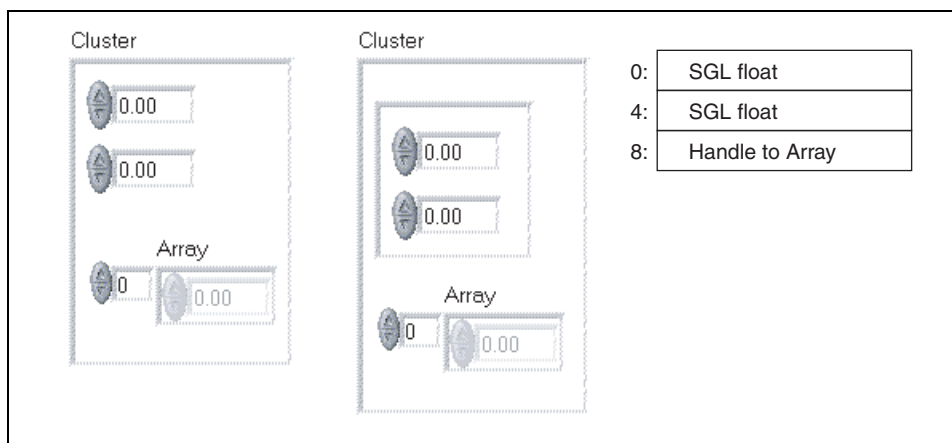 Cluster
0.00
0.00
Array
0
0.00
Cluster
0.00
0.00
Array
0
0.00
0: SGL float
4: SGL float
8: Handle to Array